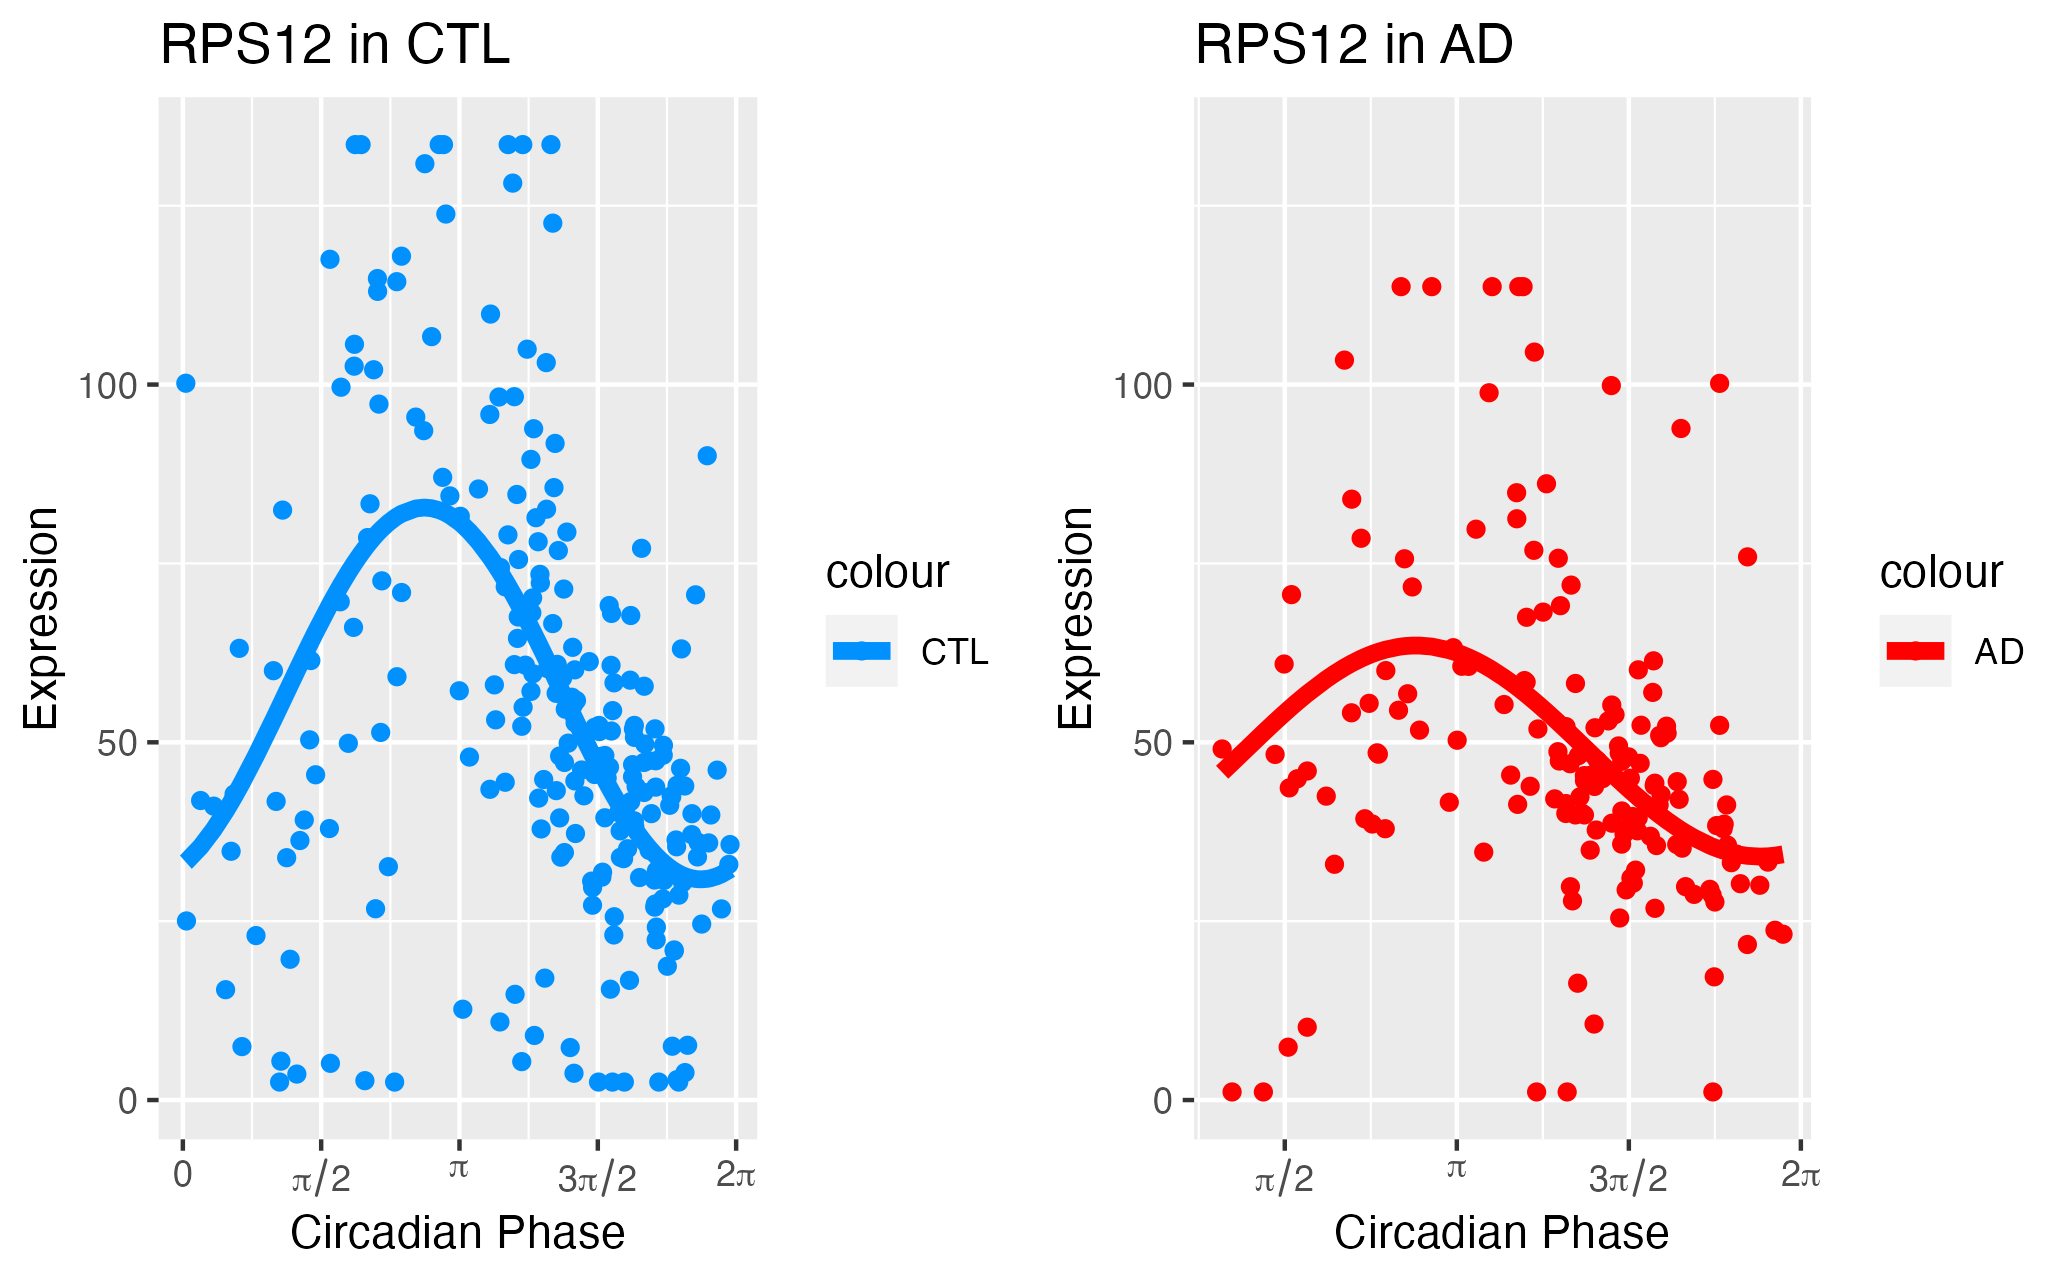 RPS12 in CTL
Expression
100
50
0
0 π/2 π 3π/2 2π
Circadian Phase
colour
CTL
RPS12 in AD
Expression
100
50
0
π/2 π 3π/2 2π
Circadian Phase
colour
AD